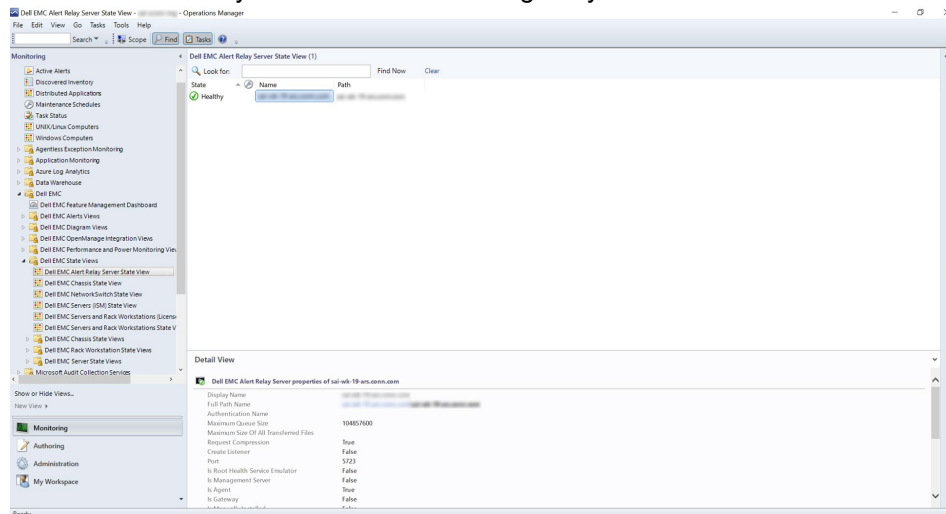 Dell EMC Alert Relay Server State View - - Operations Manager
File Edit View Go Tasks Tools Help
Search Scope Find Tasks
Monitoring
Active Alerts
Discovered Inventory
Distributed Applications
Maintenance Schedules
Task Status
UNIX/Linux Computers
Windows Computers
Agentless Exception Monitoring
Application Monitoring
Azure Log Analytics
Data Warehouse
Dell EMC
Dell EMC Feature Management Dashboard
Dell EMC Alerts Views
Dell EMC Diagram Views
Dell EMC OpenManage Integration Views
Dell EMC Performance and Power Monitoring Vie
Dell EMC State Views
Dell EMC Alert Relay Server State View
Dell EMC Chassis State View
Dell EMC NetworkSwitch State View
Dell EMC Servers (ISM) State View
Dell EMC Servers and Rack Workstations (Licens
Dell EMC Servers and Rack Workstations State V
Dell EMC Chassis State Views
Dell EMC Rack Workstation State Views
Dell EMC Server State Views
Microsoft Audit Collection Services
Show or Hide Views...
New View
Monitoring
Authoring
Administration
My Workspace
Ready
Dell EMC Alert Relay Server State View (1)
Look for: Find Now Clear
State Name Path
Healthy
Detail View
Dell EMC Alert Relay Server properties of sai-wk-19-ars.conn.com
Display Name
Full Path Name
Authentication Name
Maximum Queue Size 104857600
Maximum Size Of All Transferred Files
Request Compression True
Create Listener False
Port 5723
Is Root Health Service Emulator False
Is Management Server False
Is Agent True
Is Gateway False
Is Manually Installed False